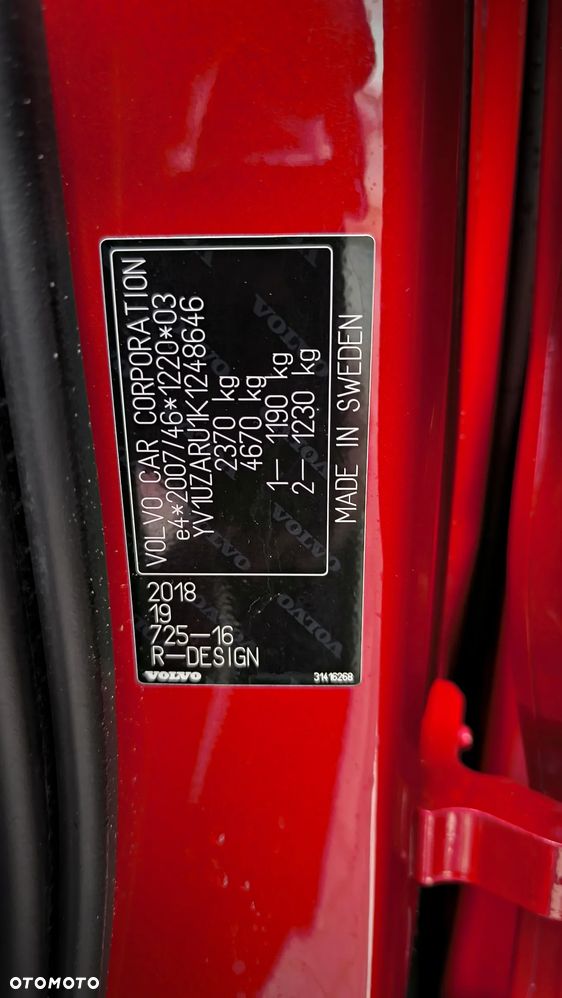 VOLVO CAR CORPORATION
e4*2007/46*1220*03
YV1UZARU1K1248646
2370 kg
4670 kg
1— 1190 kg
2— 1230 kg
MADE IN SWEDEN
2018
19
725—16
R—DESIGN
VOLVO
31416268
OTOMOTO